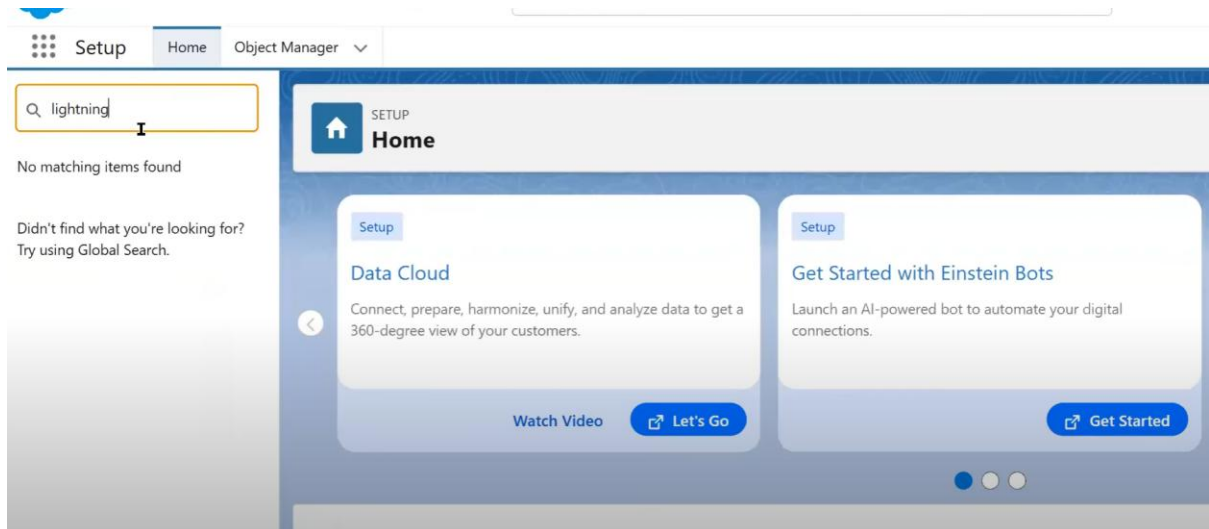 Setup
Home
Object Manager
lightning
No matching items found
Didn't find what you're looking for?
Try using Global Search.
SETUP
Home
Setup
Data Cloud
Connect, prepare, harmonize, unify, and analyze data to get a
360-degree view of your customers.
Watch Video
Let's Go
Setup
Get Started with Einstein Bots
Launch an AI-powered bot to automate your digital
connections.
Get Started